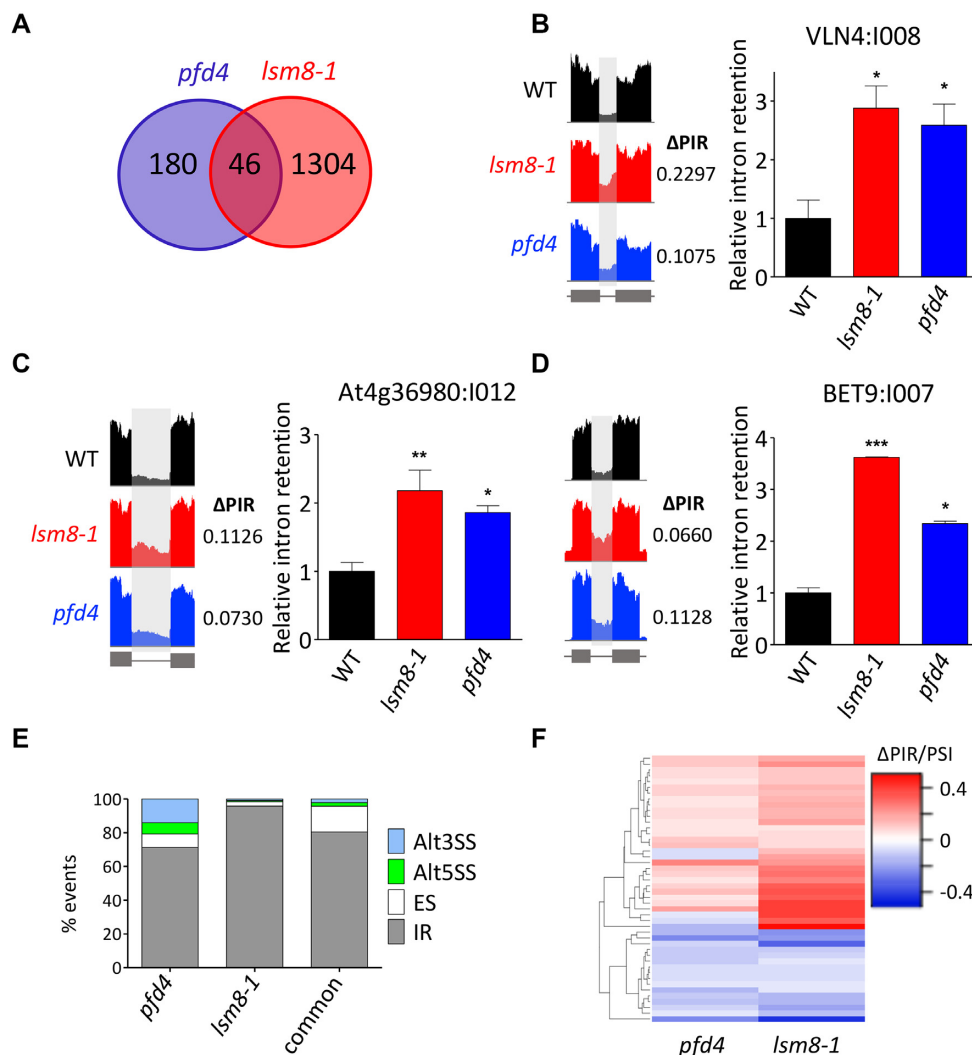 A
pfd4 lsm8-1
180 46 1304
B
VLN4:I008
WT
lsm8-1
pfd4
ΔPIR
0.2297
0.1075
Relative intron retention
3
2
1
0
*
*
WT
lsm8-1
pfd4
C
At4g36980:I012
WT
lsm8-1
pfd4
ΔPIR
0.1126
0.0730
Relative intron retention
3
2
1
0
**
*
WT
lsm8-1
pfd4
D
BET9:I007
ΔPIR
0.0660
0.1128
Relative intron retention
4
3
2
1
0
***
*
WT
lsm8-1
pfd4
E
% events
100
80
60
40
20
0
pfd4
lsm8-1
common
Alt3SS
Alt5SS
ES
IR
F
ΔPIR/PSI
0.4
0
-0.4
pfd4 lsm8-1